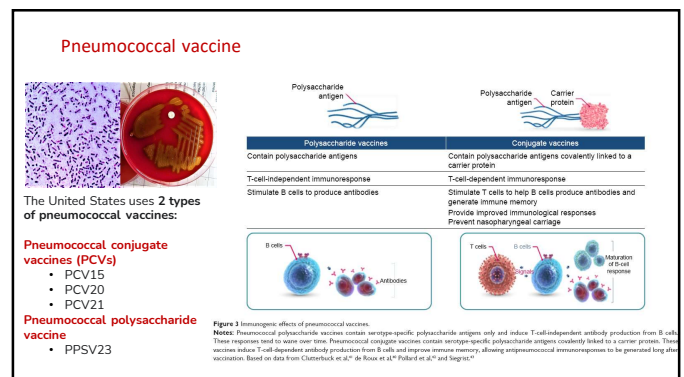 Pneumococcal vaccine
The United States uses 2 types
of pneumococcal vaccines:
Pneumococcal conjugate
vaccines (PCVs)
• PCV15
• PCV20
• PCV21
Pneumococcal polysaccharide
vaccine
• PPSV23
Polysaccharide
antigen
Polysaccharide
antigen
Carrier
protein
Polysaccharide vaccines
Conjugate vaccines
Contain polysaccharide antigens
Contain polysaccharide antigens covalently linked to a
carrier protein
T-cell-independent immunoresponse
T-cell-dependent immunoresponse
Stimulate B cells to produce antibodies
Stimulate T cells to help B cells produce antibodies and
generate immune memory
Provide improved immunological responses
Prevent nasopharyngeal carriage
B cells
Antibodies
T cells
Signals
B cells
Maturation
of B-cell
response
Figure 3 Immunogenic effects of pneumococcal vaccines.
Notes: Pneumococcal polysaccharide vaccines contain serotype-specific polysaccharide antigens only and induce T-cell-independent antibody production from B cells.
These responses tend to wane over time. Pneumococcal conjugate vaccines contain serotype-specific polysaccharide antigens covalently linked to a carrier protein. These
vaccines induce T-cell-dependent antibody production from B cells and improve immune memory, allowing antipneumococcal immunoresponses to be generated long after
vaccination. Based on data from Clutterbuck et al, de Roux et al, Pollard et al, and Siegrist.